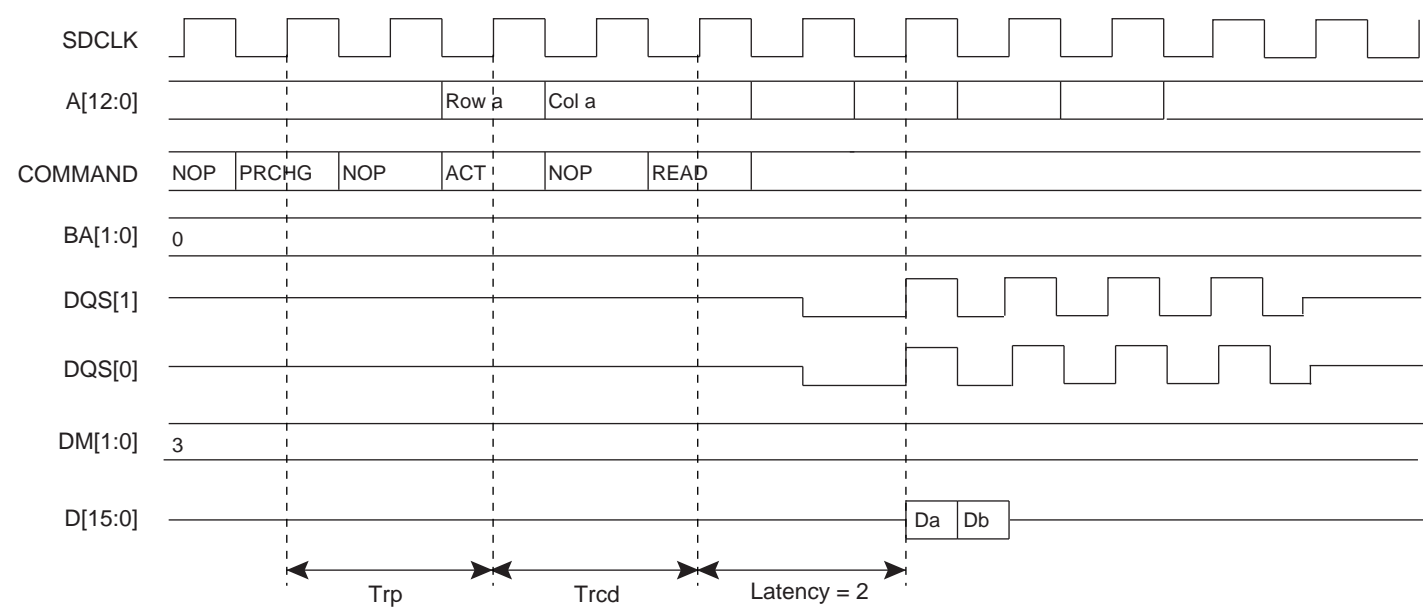 SDCLK
A[12:0] Row a Col a
COMMAND NOP PRCHG NOP ACT NOP READ
BA[1:0] 0
DQS[1]
DQS[0]
DM[1:0] 3
D[15:0] Da Db
Trp Trcd Latency = 2